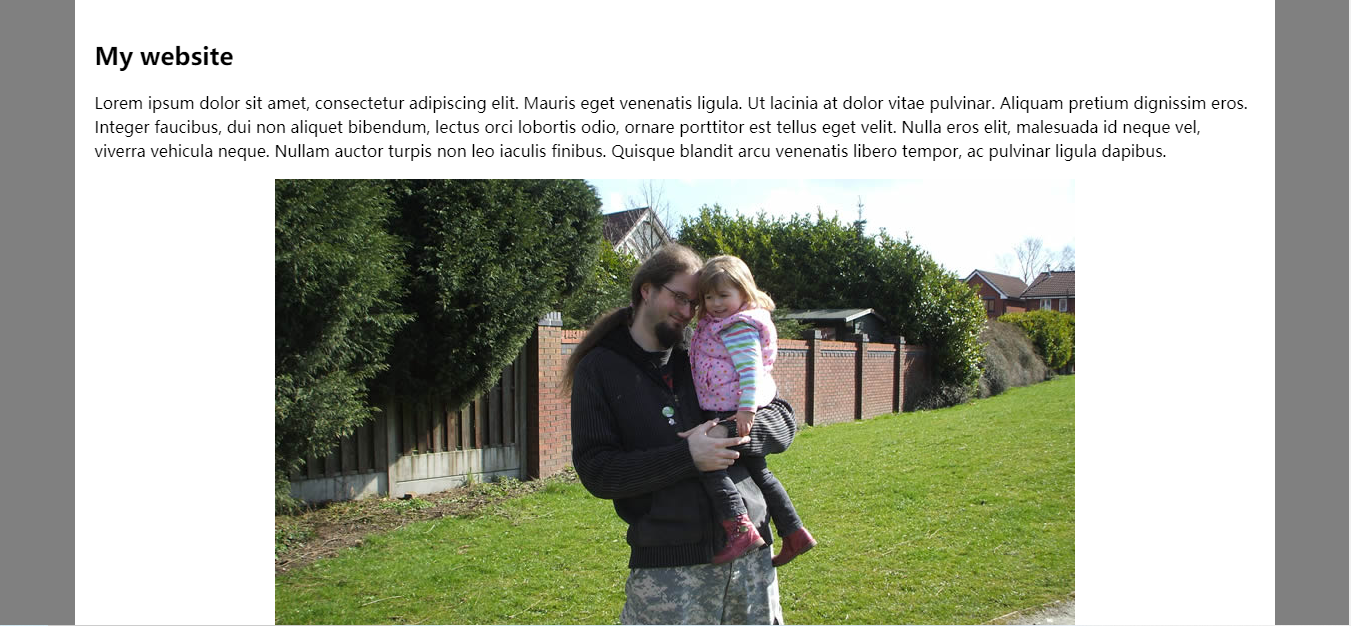 My website
Lorem ipsum dolor sit amet, consectetur adipiscing elit. Mauris eget venenatis ligula. Ut lacinia at dolor vitae pulvinar. Aliquam pretium dignissim eros.
Integer faucibus, dui non aliquet bibendum, lectus orci lobortis odio, ornare porttitor est tellus eget velit. Nulla eros elit, malesuada id neque vel,
viverra vehicula neque. Nullam auctor turpis non leo iaculis finibus. Quisque blandit arcu venenatis libero tempor, ac pulvinar ligula dapibus.